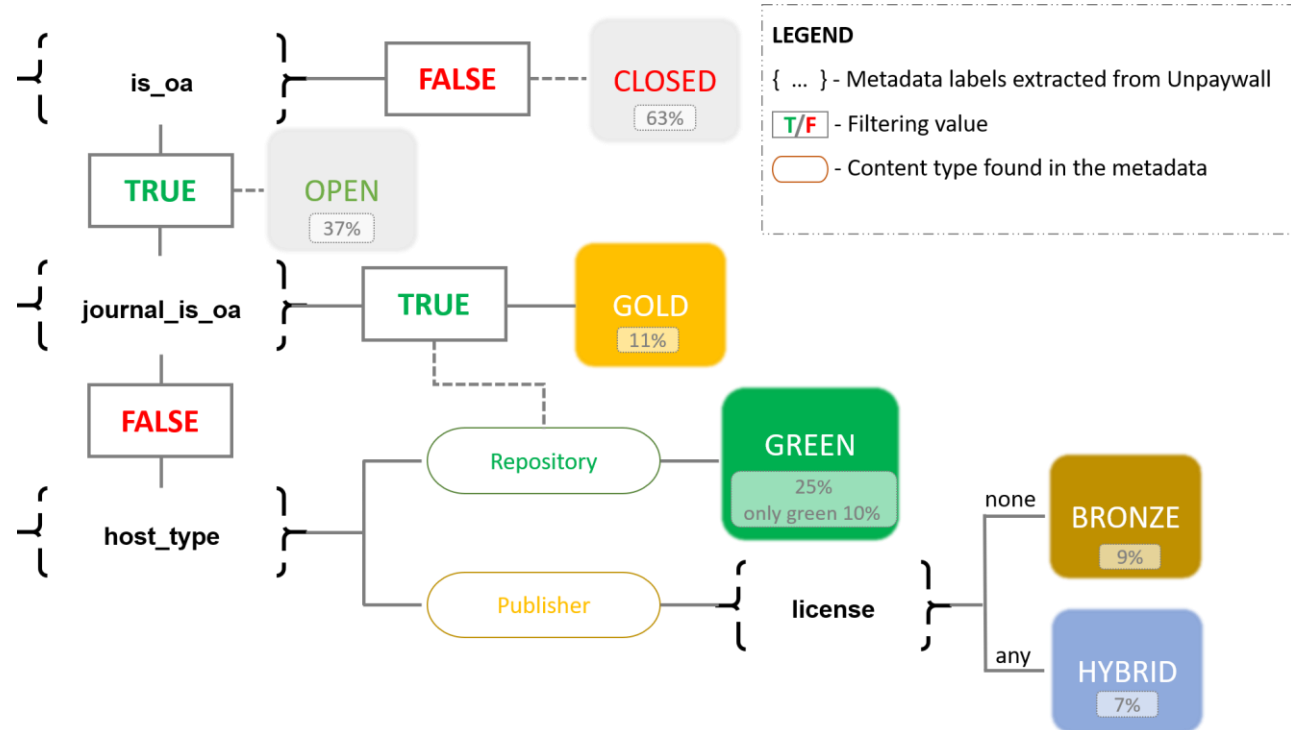 is_oa
FALSE
CLOSED
63%
LEGEND
{ ... } - Metadata labels extracted from Unpaywall
T/F - Filtering value
- Content type found in the metadata
TRUE
OPEN
37%
journal_is_oa
TRUE
GOLD
11%
FALSE
Repository
GREEN
25%
only green 10%
host_type
Publisher
license
none
BRONZE
9%
any
HYBRID
7%